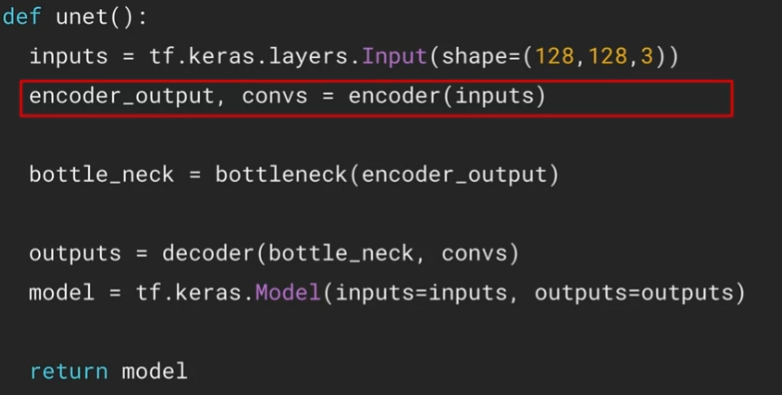 def unet():
  inputs = tf.keras.layers.Input(shape=(128,128,3))
  encoder_output, convs = encoder(inputs)
  bottle_neck = bottleneck(encoder_output)
  outputs = decoder(bottle_neck, convs)
  model = tf.keras.Model(inputs=inputs, outputs=outputs)
  return model